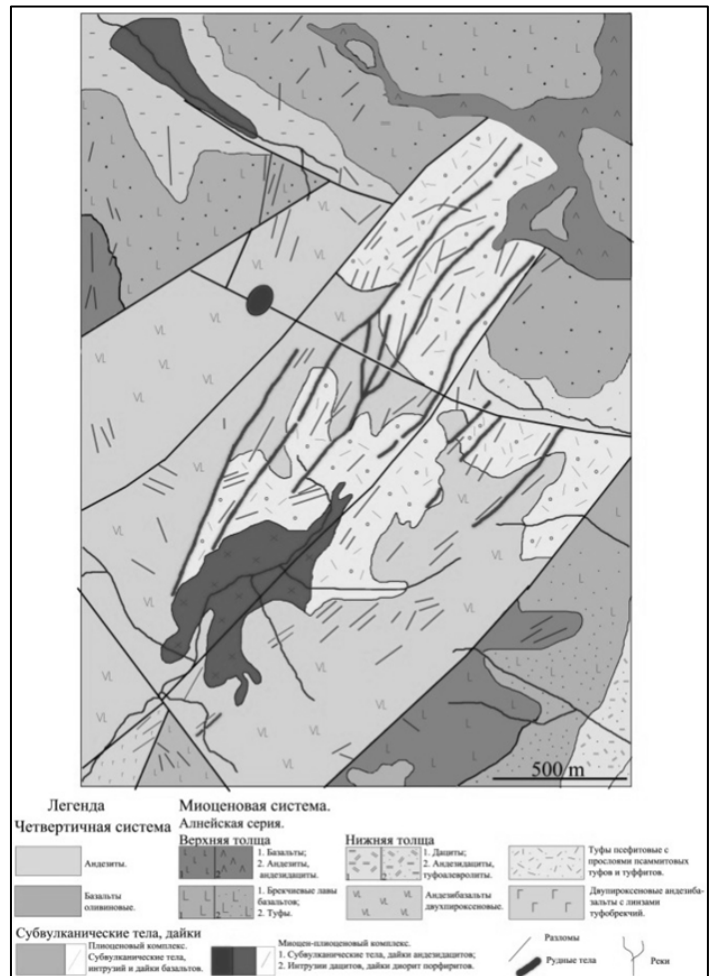 500 m
Легенда
Миоценовая система.
Четвертичная система
Алнейская серия.
Верхняя толща
Нижняя толща
Андезиты.
1. Базальты;
2. Андезиты,
андезидациты.
1. Дациты;
2. Андезидациты,
туфоалевролиты.
Туфы псефитовые с
прослоями псаммитовых
туфов и туффитов.
Базальты
оливиновые.
1. Брекчиевые лавы
базальтов;
2. Туфы.
Андезибазальты
двухпироксеновые.
Двупироксеновые андезиба-
зальты с линзами
туфобрекчий.
Субвулканические тела, дайки
Плиоценовый комплекс.
Субвулканические тела,
интрузий и дайки базальтов.
Миоцен-плиоценовый комплекс.
1. Субвулканические тела, дайки андезидацитов;
2. Интрузии дацитов, дайки диорит порфиритов.
Разломы
Рудные тела
Реки